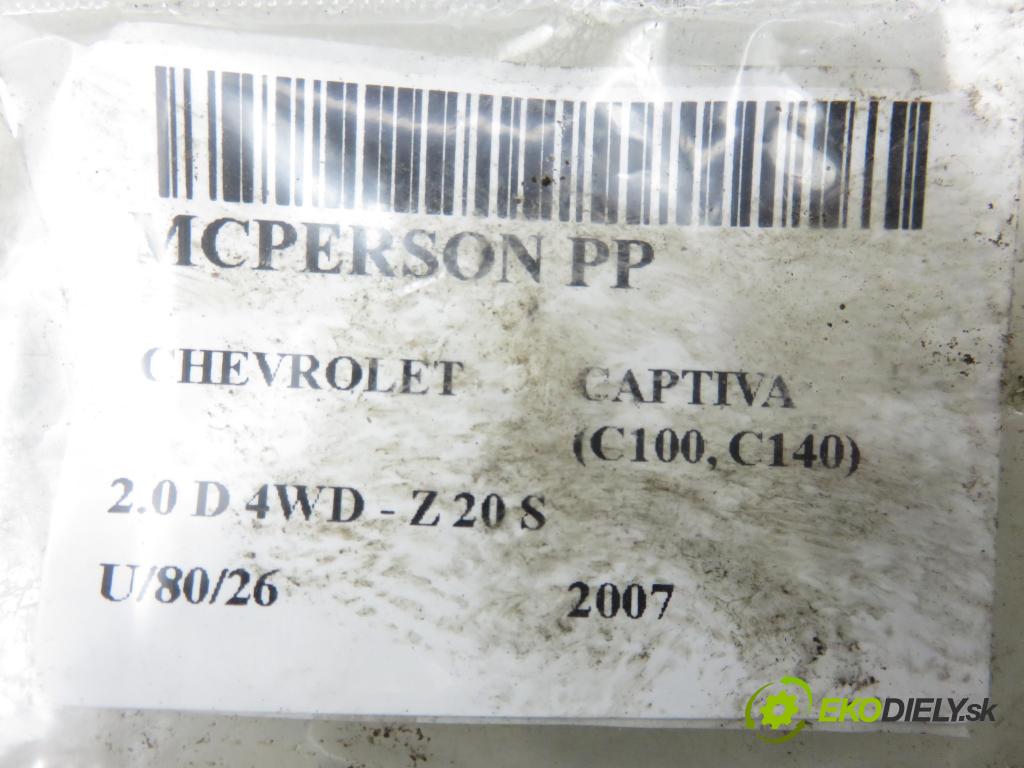 MCPERSON PP
CHEVROLET CAPTIVA
(C100, C140)
2.0 D 4WD - Z 20 S
U/80/26 2007
EKODIELY.sk